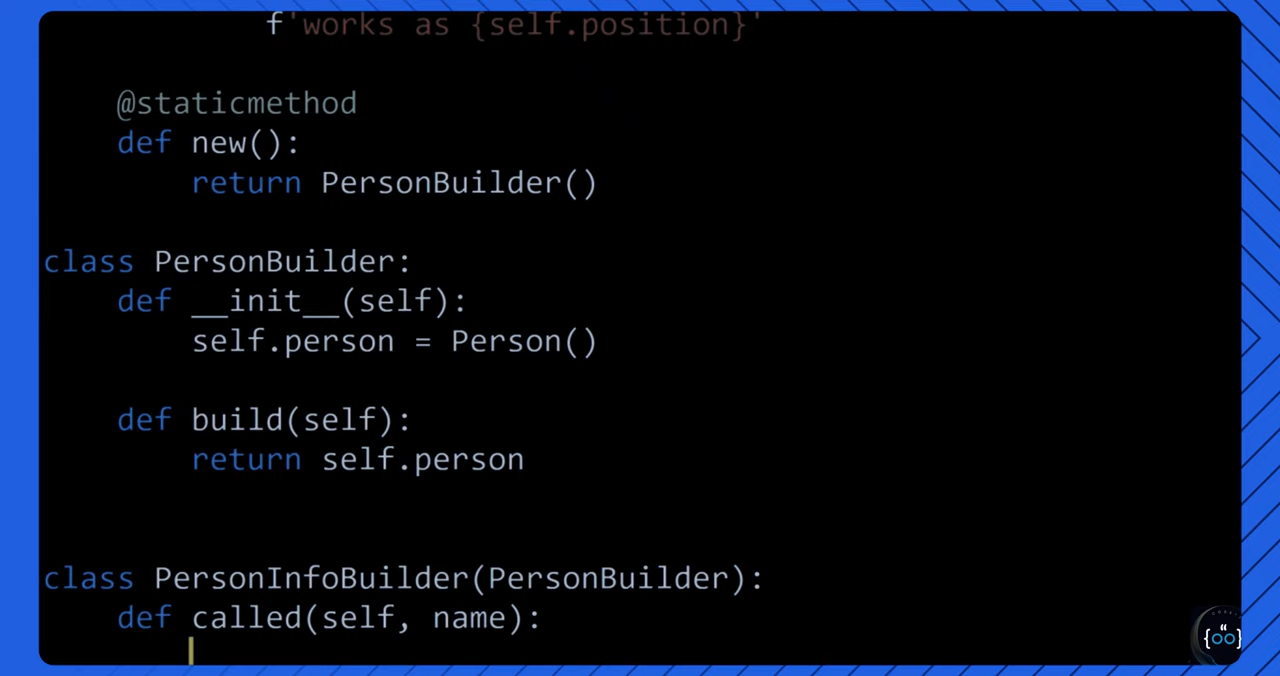 f'works as {self.position}'
@staticmethod
def new():
return PersonBuilder()
class PersonBuilder:
def __init__(self):
self.person = Person()
def build(self):
return self.person
class PersonInfoBuilder(PersonBuilder):
def called(self, name):